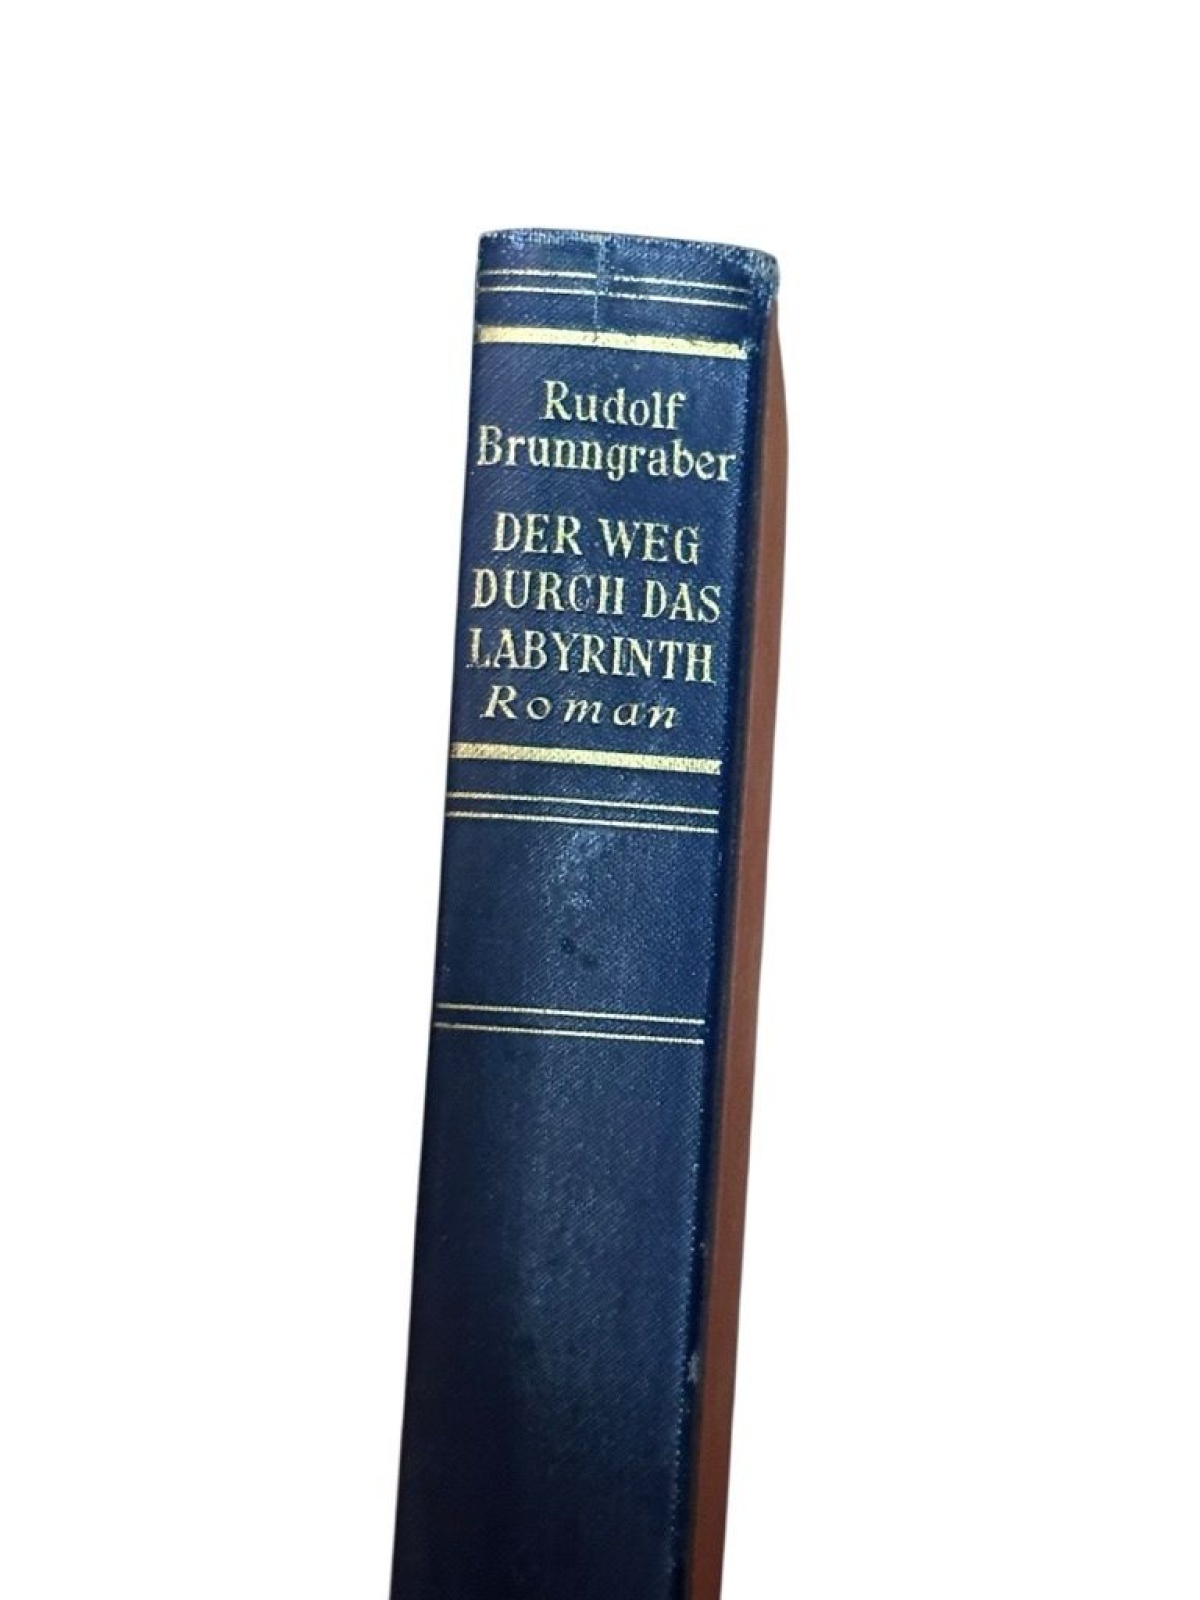 Rudolf
Brunngraber
DER WEG
DURCH DAS
LABYRINTH
Roman